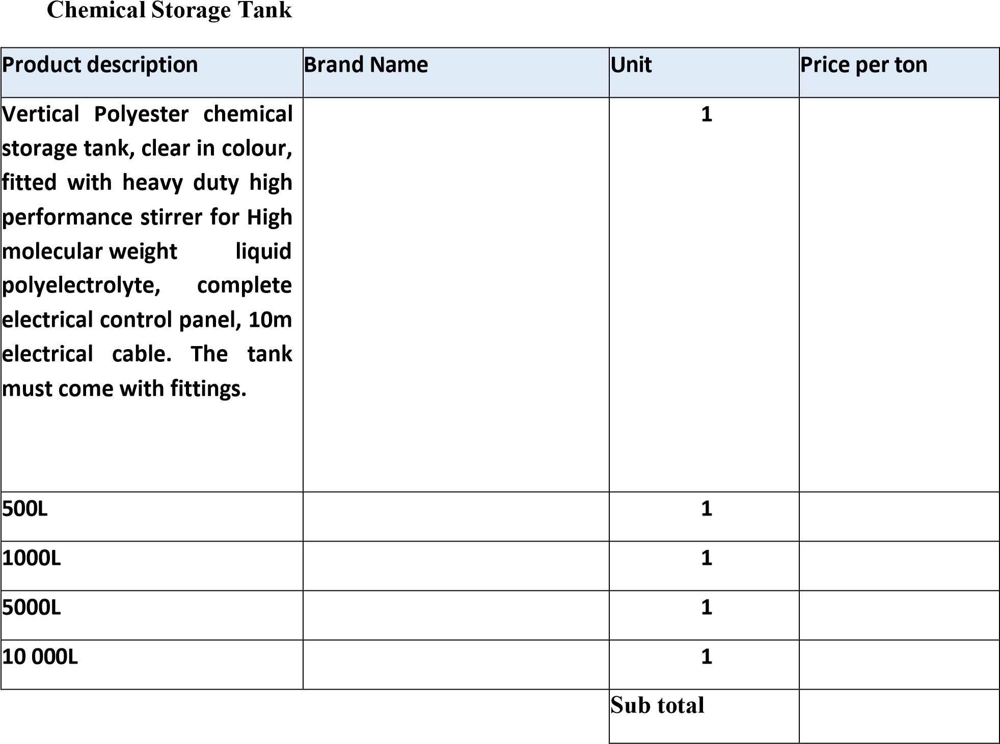 Chemical Storage Tank
Product description Brand Name Unit Price per ton
Vertical Polyester chemical 1
storage tank, clear in colour,
fitted with heavy duty high
performance stirrer for High
molecular weight liquid
polyelectrolyte, complete
electrical control panel, 10m
electrical cable. The tank
must come with fittings.
500L 1
1000L 1
5000L 1
10 000L 1
Sub total